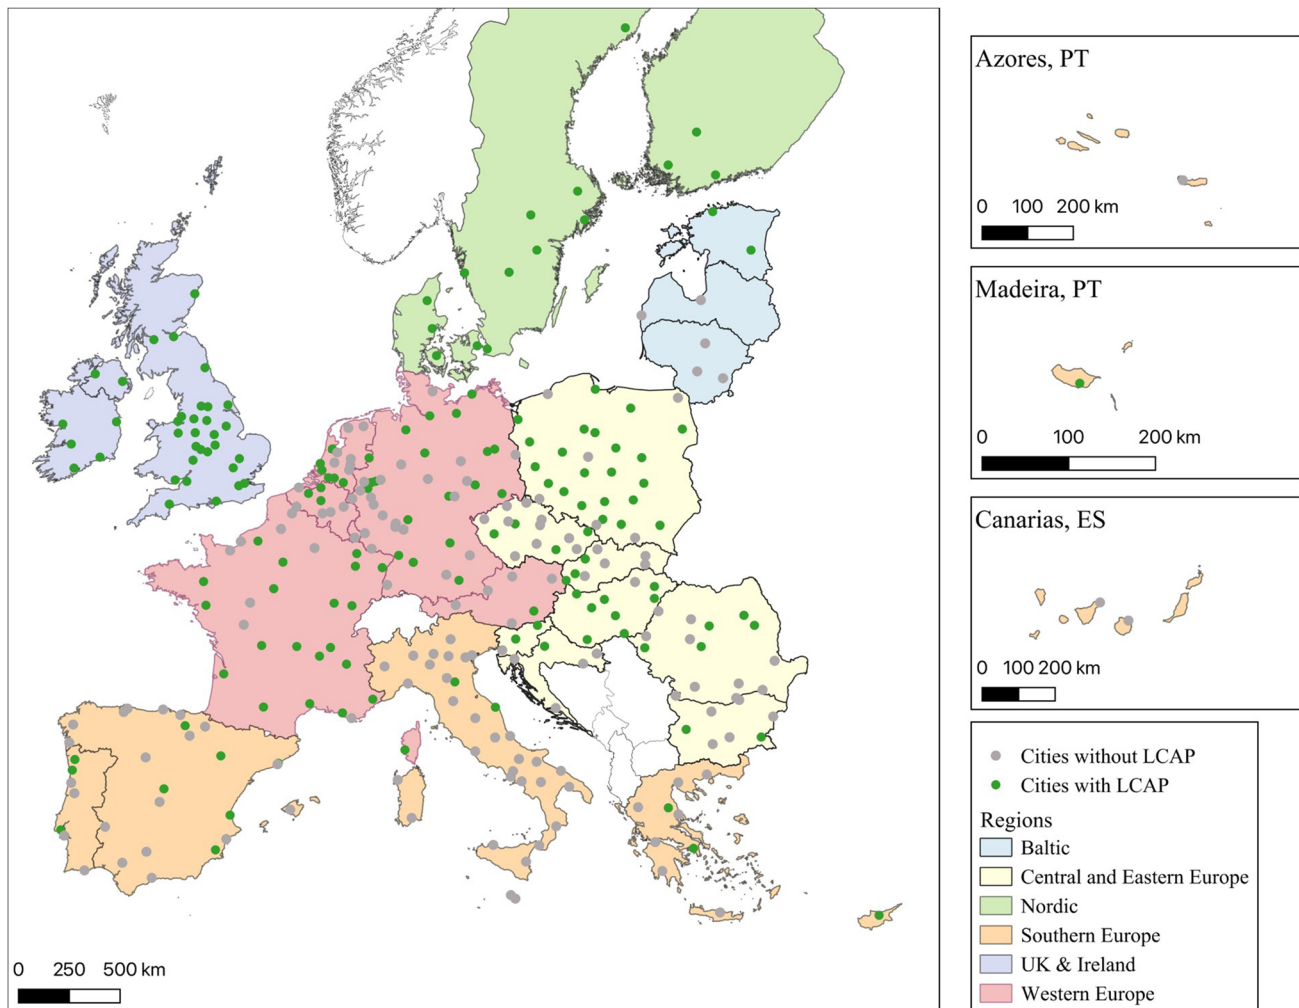 Azores, PT
0 100 200 km
Madeira, PT
0 100 200 km
Canarias, ES
0 100 200 km
Cities without LCAP
Cities with LCAP
Regions
Baltic
Central and Eastern Europe
Nordic
Southern Europe
UK & Ireland
Western Europe
0 250 500 km